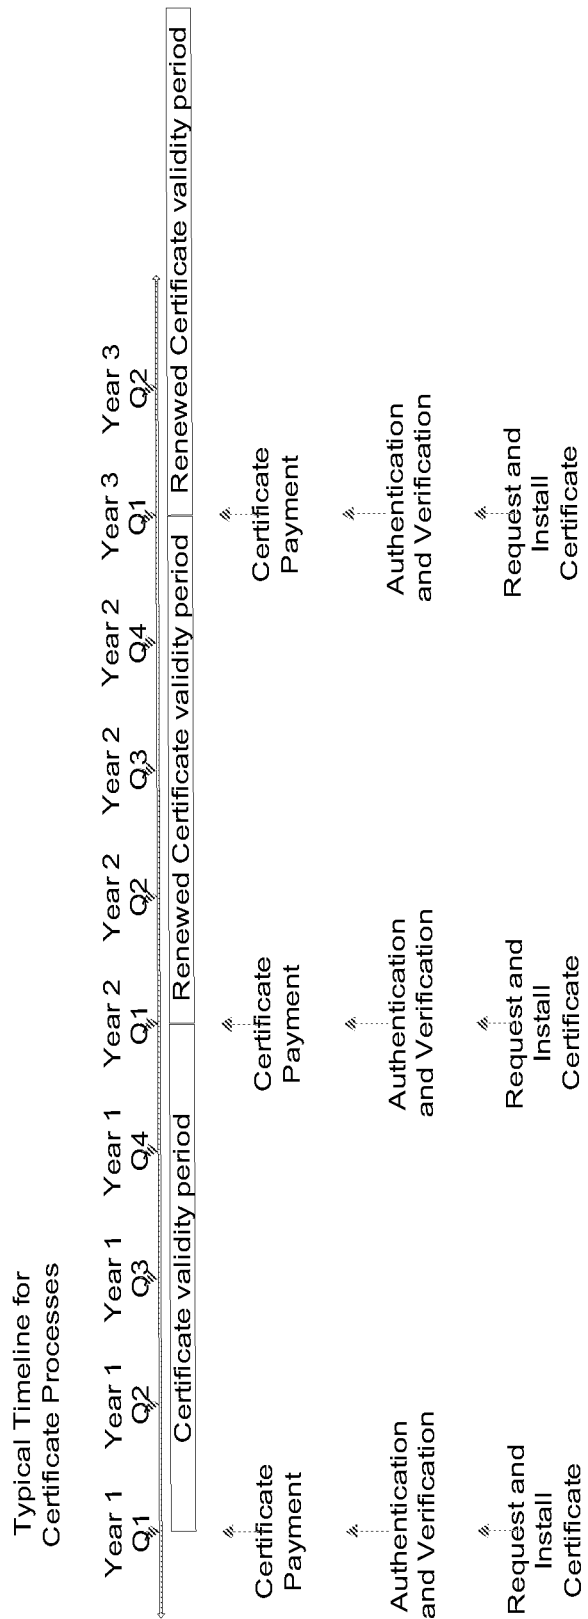 Typical Timeline for
Certificate Processes
Year 1
Q1
Year 1
Q2
Year 1
Q3
Year 1
Q4
Year 2
Q1
Year 2
Q2
Year 2
Q3
Year 2
Q4
Year 3
Q1
Year 3
Q2
Certificate validity period
Renewed Certificate validity period
Renewed Certificate validity period
Certificate
Payment
Certificate
Payment
Certificate
Payment
Authentication
and Verification
Authentication
and Verification
Authentication
and Verification
Request and
Install
Certificate
Request and
Install
Certificate
Request and
Install
Certificate